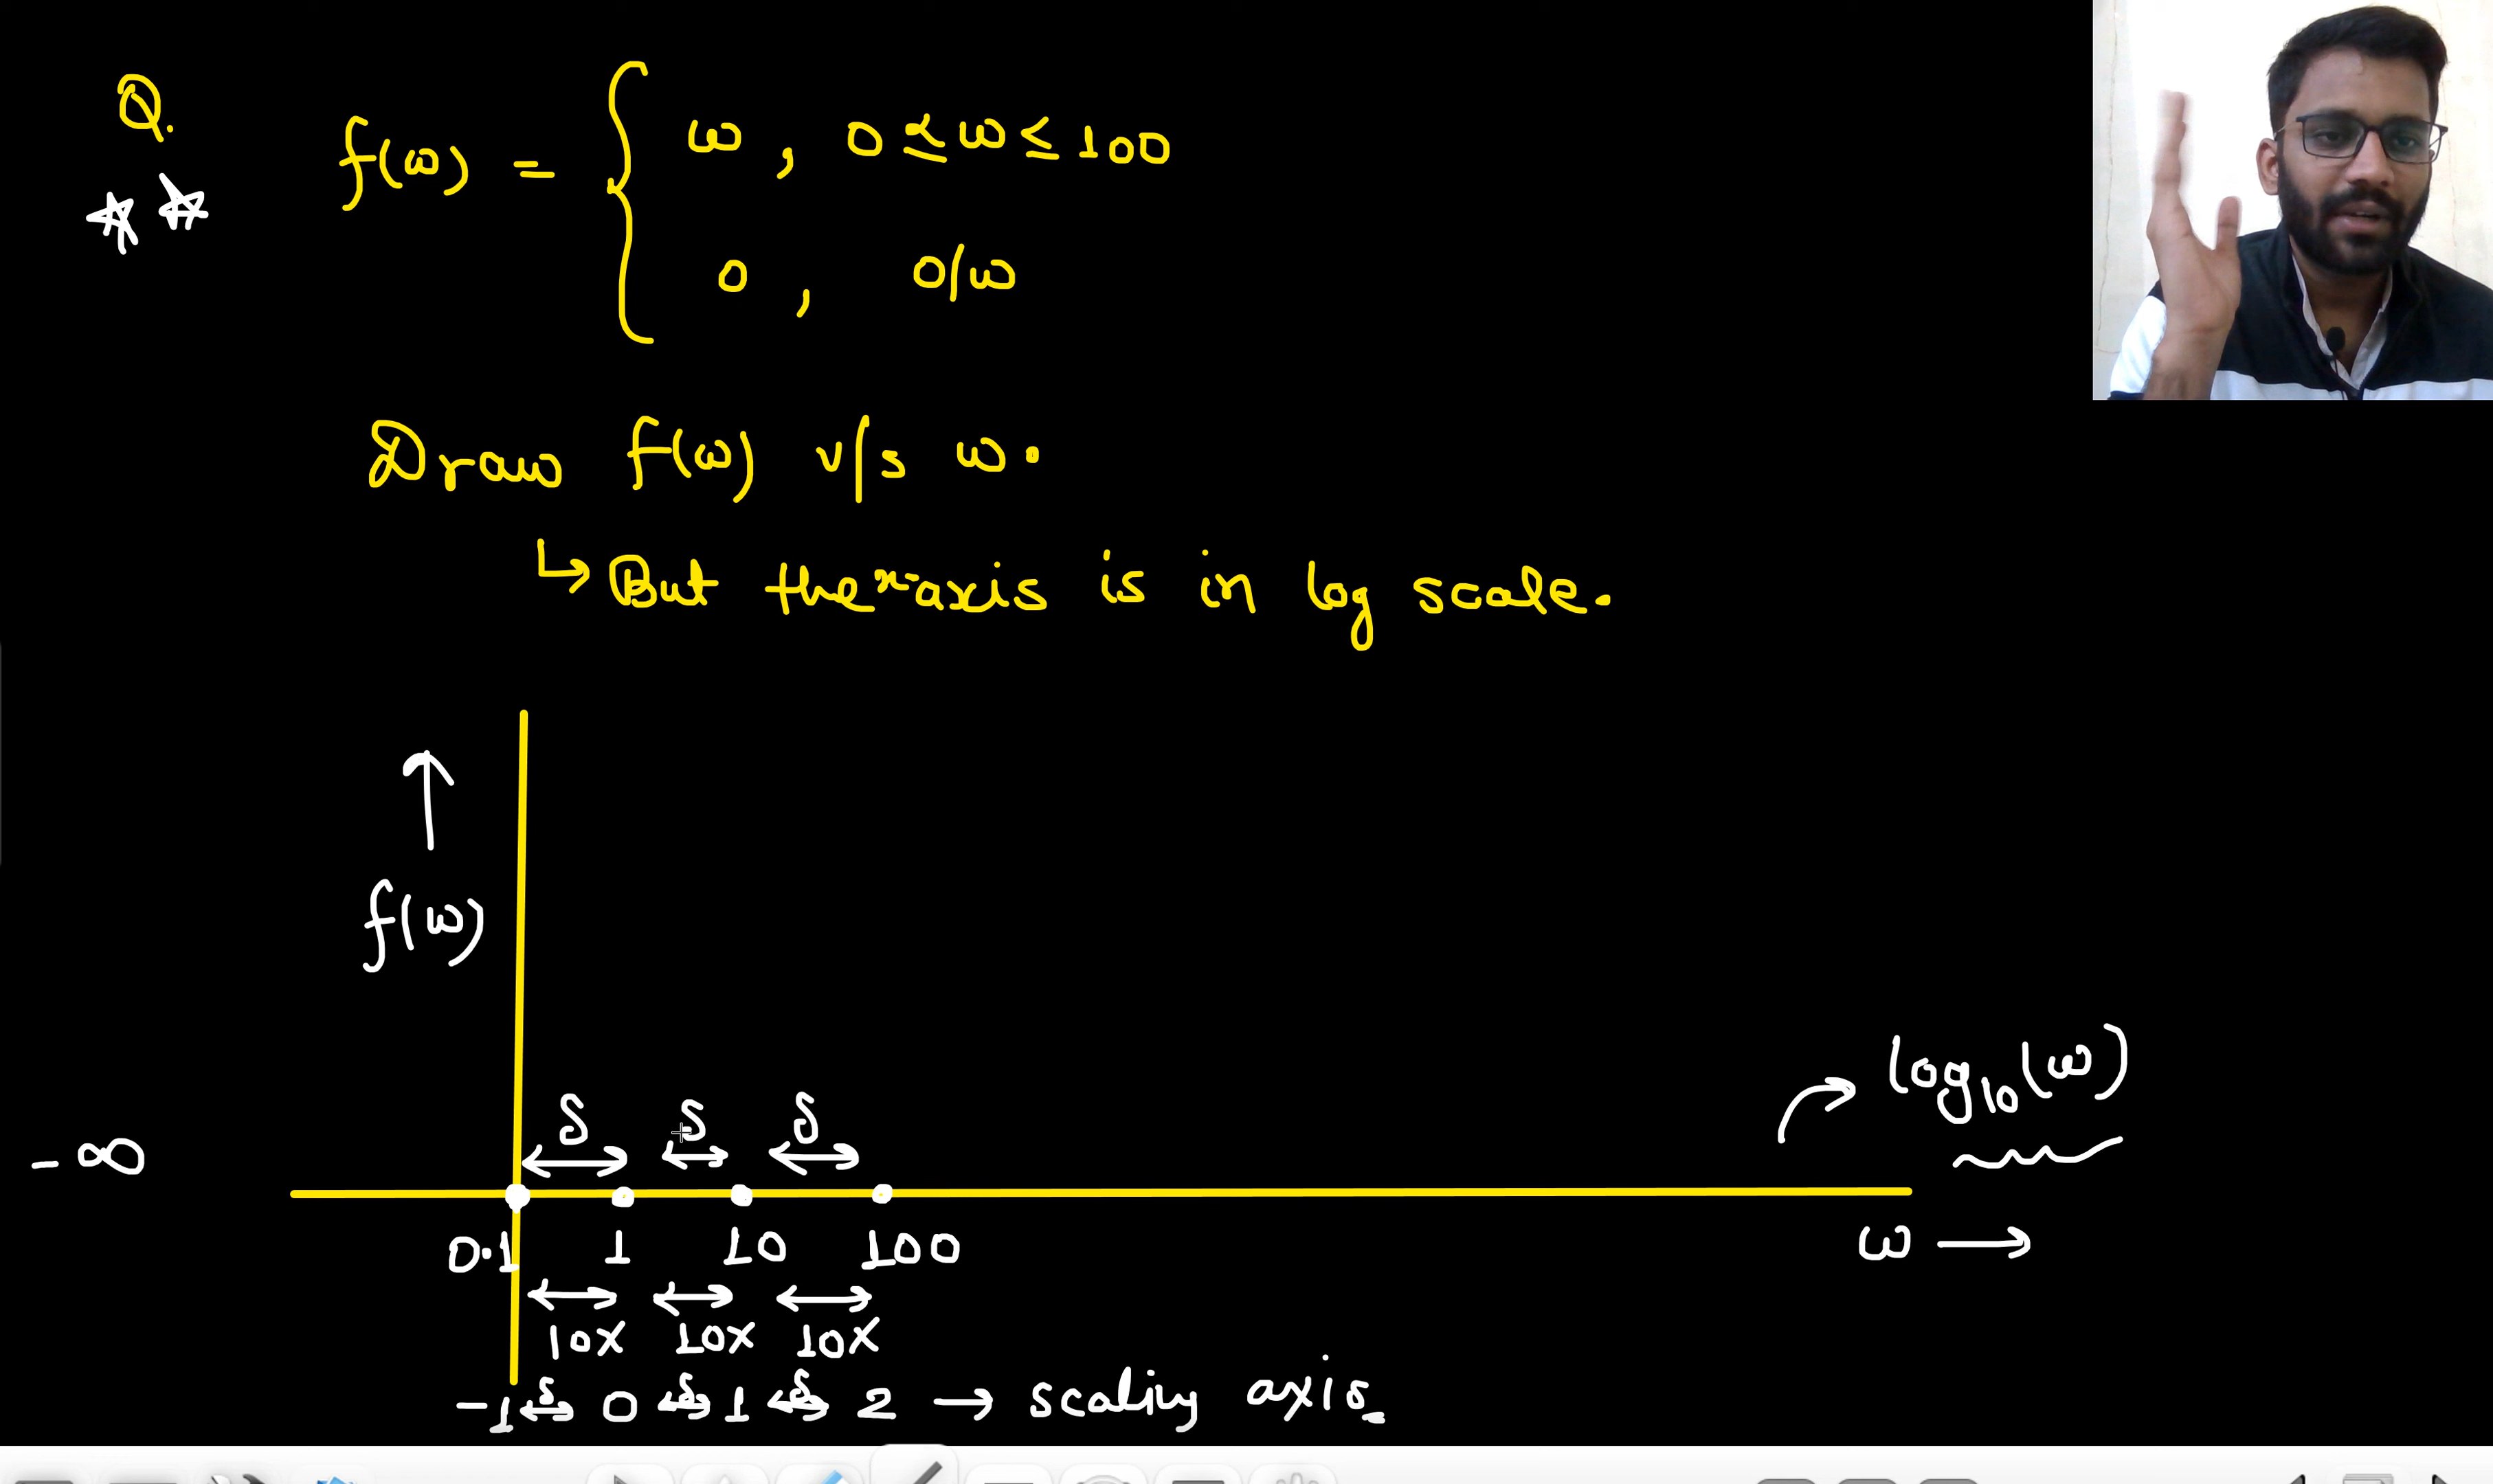 Q.
f(ω) = { ω , 0 ≤ ω ≤ 100
0 , o/ω
Draw f(ω) v/s ω.
↳ But the x-axis is in log scale.
↑
f(ω)
log₁₀(ω)
δ δ δ
-∞
0.1 1 10 100 ω →
10x 10x 10x
-1 δ 0 δ 1 δ 2 → scaling axis